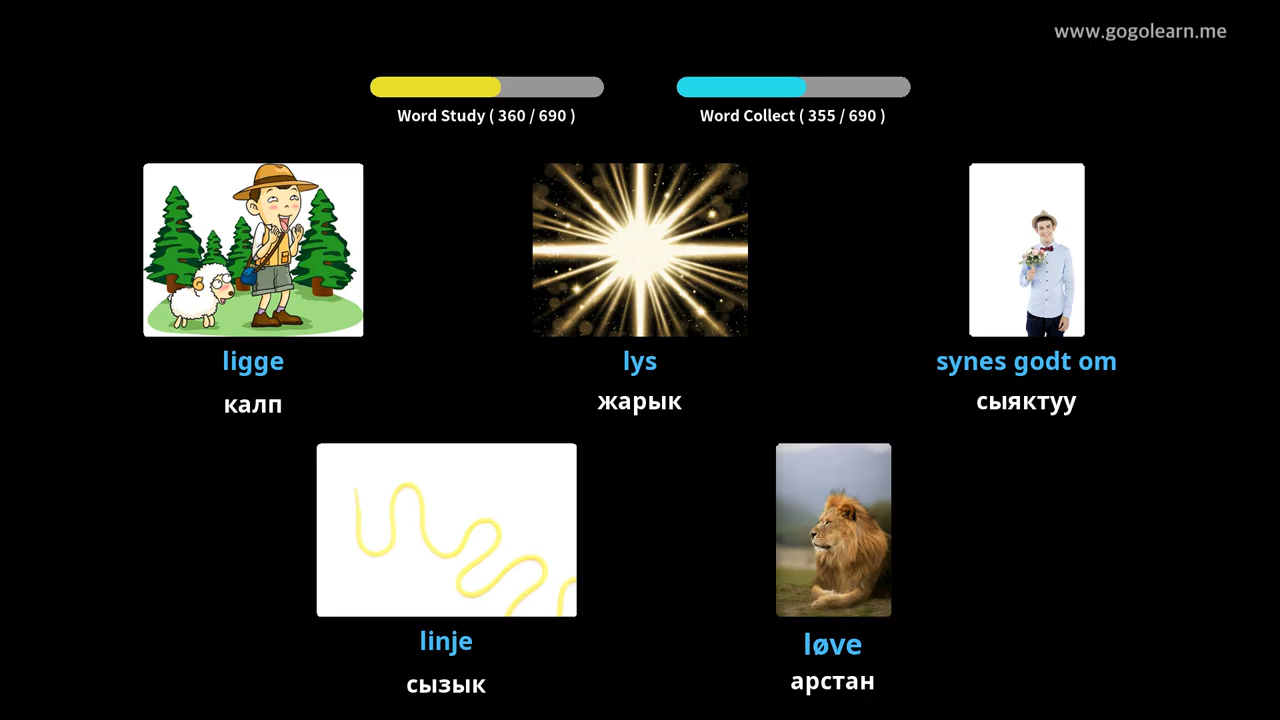 www.gogolearn.me
Word Study ( 360 / 690 )
Word Collect ( 355 / 690 )
ligge
калп
lys
жарык
synes godt om
сыяктуу
linje
сызык
løve
арстан